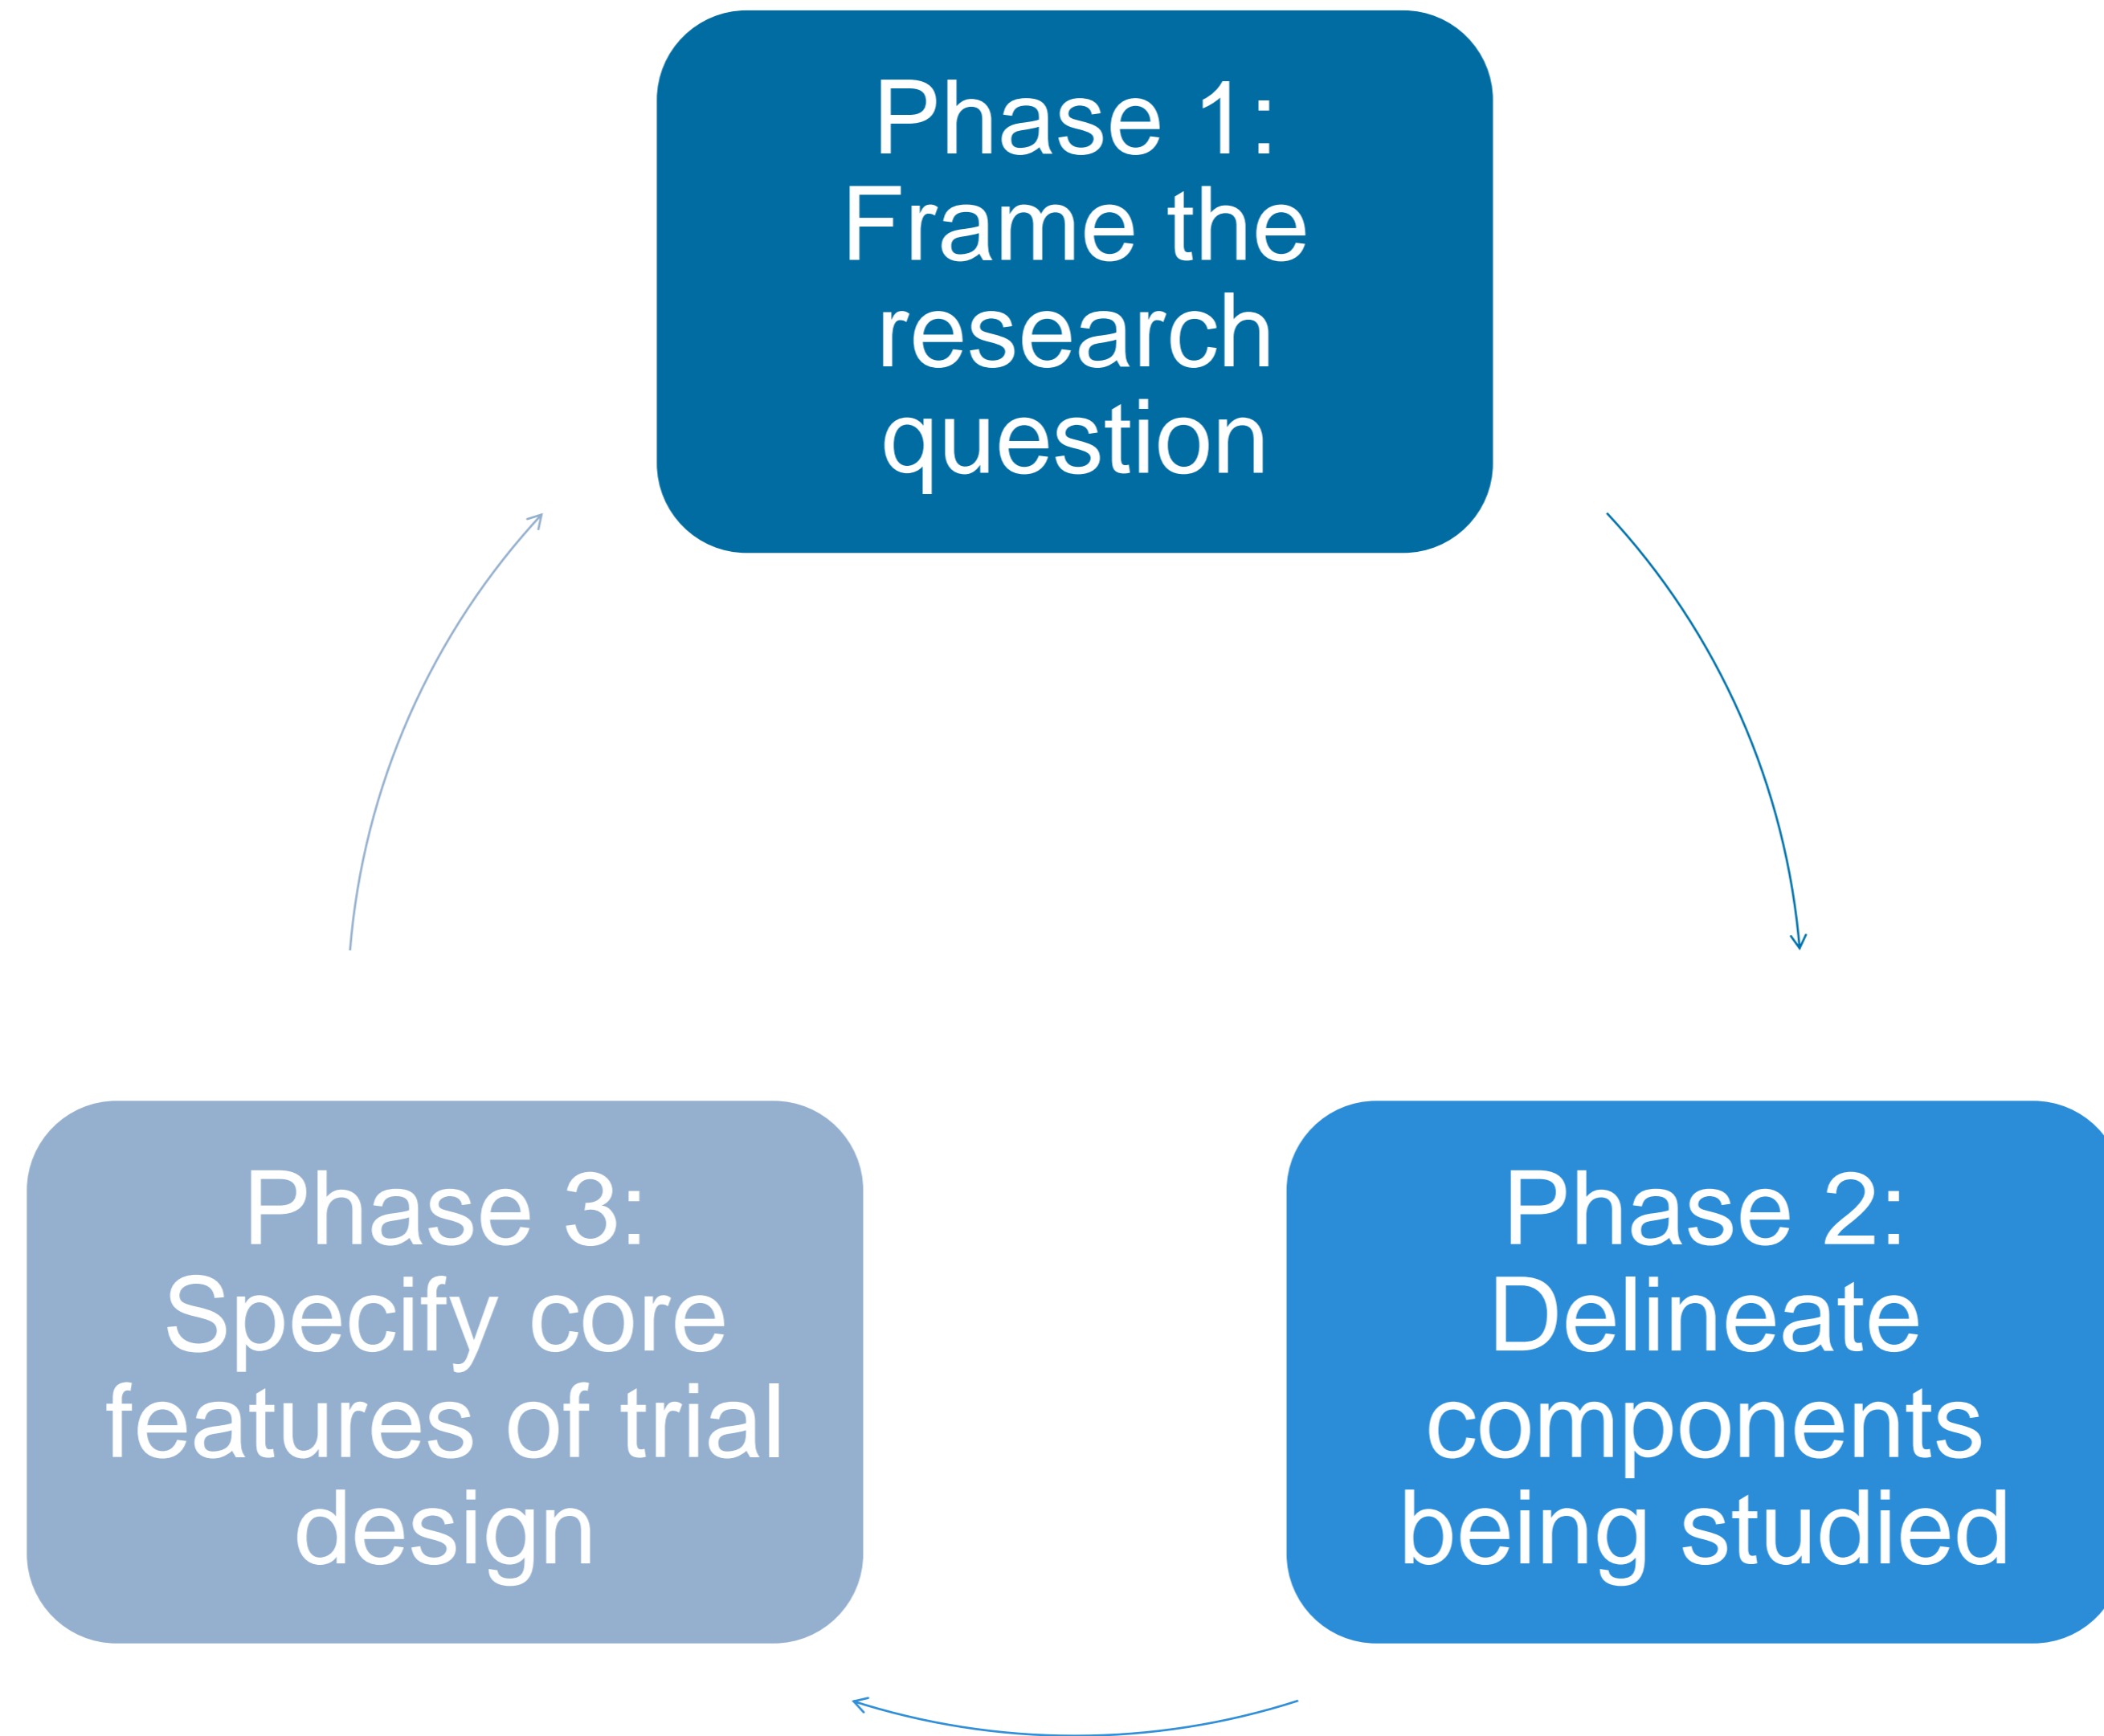 Phase 1:
Frame the
research
question
Phase 2:
Delineate
components
being studied
Phase 3:
Specify core
features of trial
design